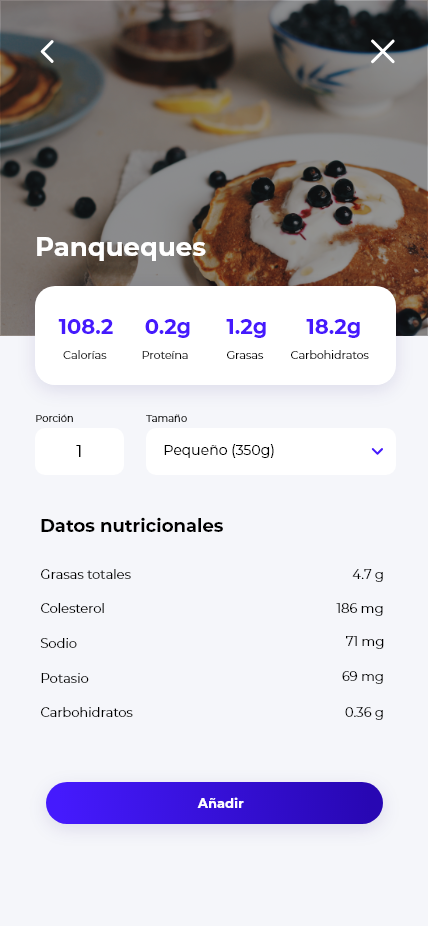 Panqueques
108.2 0.2g 1.2g 18.2g
Calorías Proteína Grasas Carbohidratos
Porción Tamaño
1 Pequeño (350g)
Datos nutricionales
Grasas totales 4.7 g
Colesterol 186 mg
Sodio 71 mg
Potasio 69 mg
Carbohidratos 0.36 g
Añadir